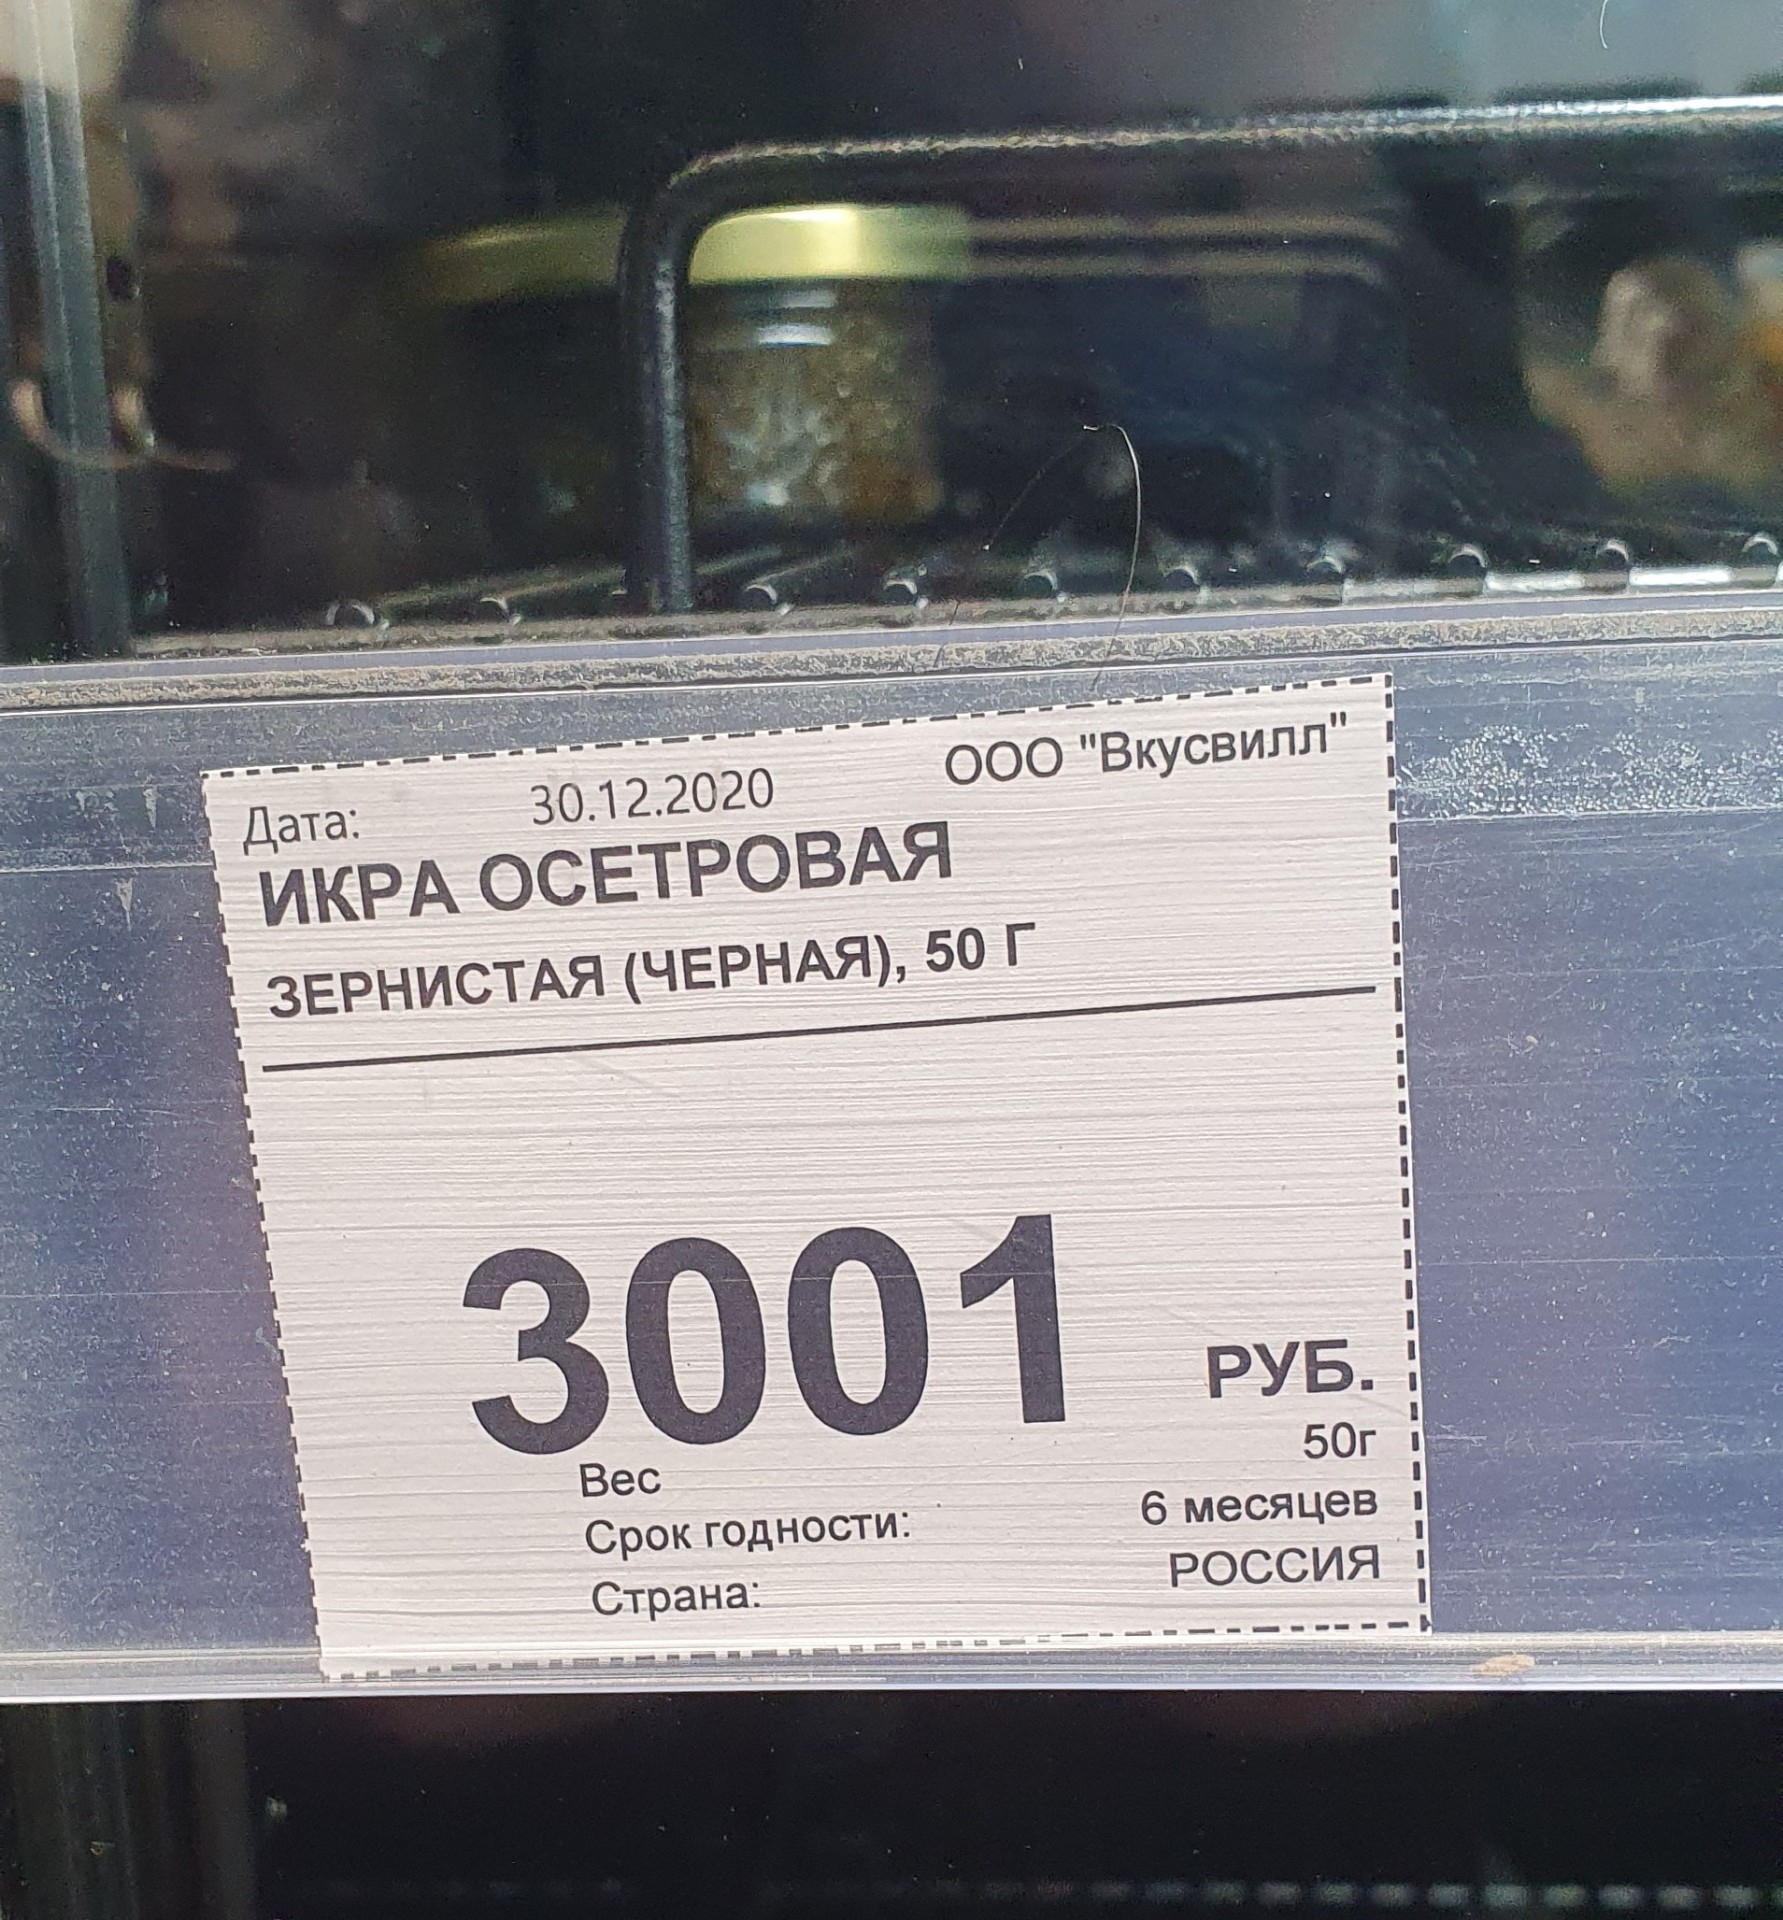 Дата: 30.12.2020 ООО "Вкусвилл"
ИКРА ОСЕТРОВАЯ
ЗЕРНИСТАЯ (ЧЕРНАЯ), 50 Г
3001 РУБ.
Вес 50г
Срок годности: 6 месяцев
Страна: РОССИЯ